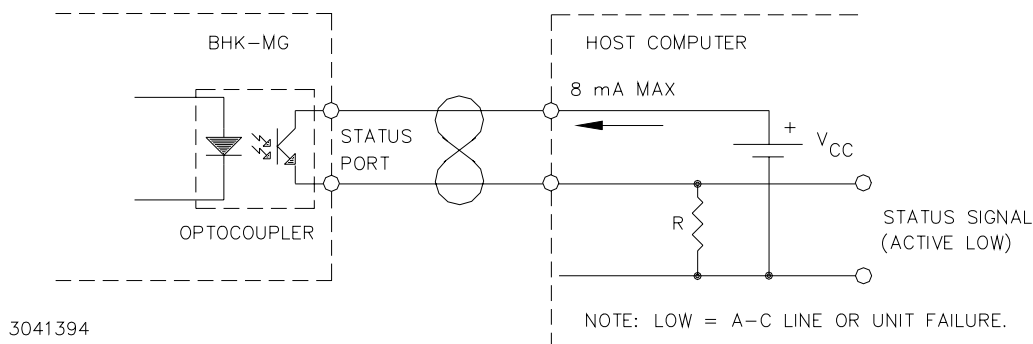 BHK-MG
HOST COMPUTER
8 mA MAX
STATUS
PORT
+
VCC
R
OPTOCOUPLER
STATUS SIGNAL
(ACTIVE LOW)
3041394
NOTE: LOW = A-C LINE OR UNIT FAILURE.